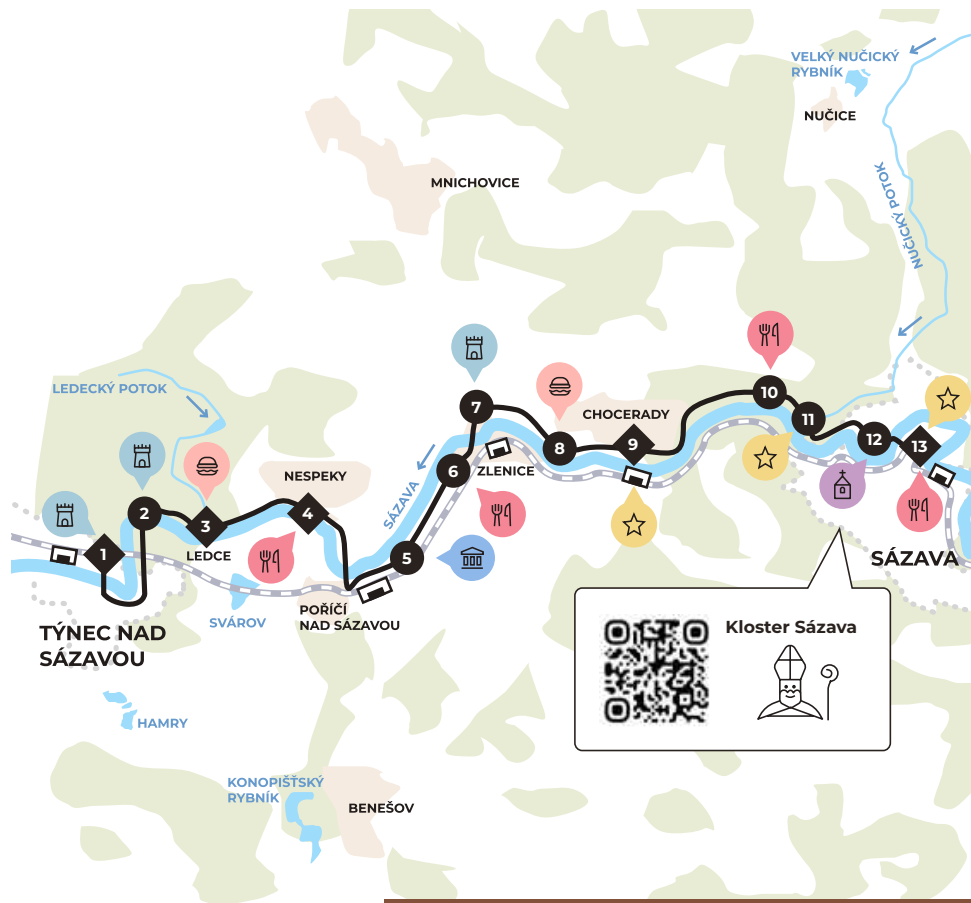 VELKÝ NUČICKÝ
RYBNÍK
NUČICE
MNICHOVICE
NUČICKÝ POTOK
LEDECKÝ POTOK
CHOCERADY
NESPEKY
SÁZAVA
ZLENICE
LEDCE
1
2
3
4
5
6
7
8
9
10
11
12
13
SÁZAVA
POŘÍČÍ
NAD SÁZAVOU
SVÁROV
TÝNEC NAD
SÁZAVOU
Kloster Sázava
HAMRY
KONOPIŠŤSKÝ
RYBNÍK
BENEŠOV